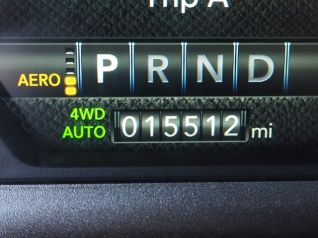 Trip A
AERO P R N D
4WD
AUTO 015512 mi